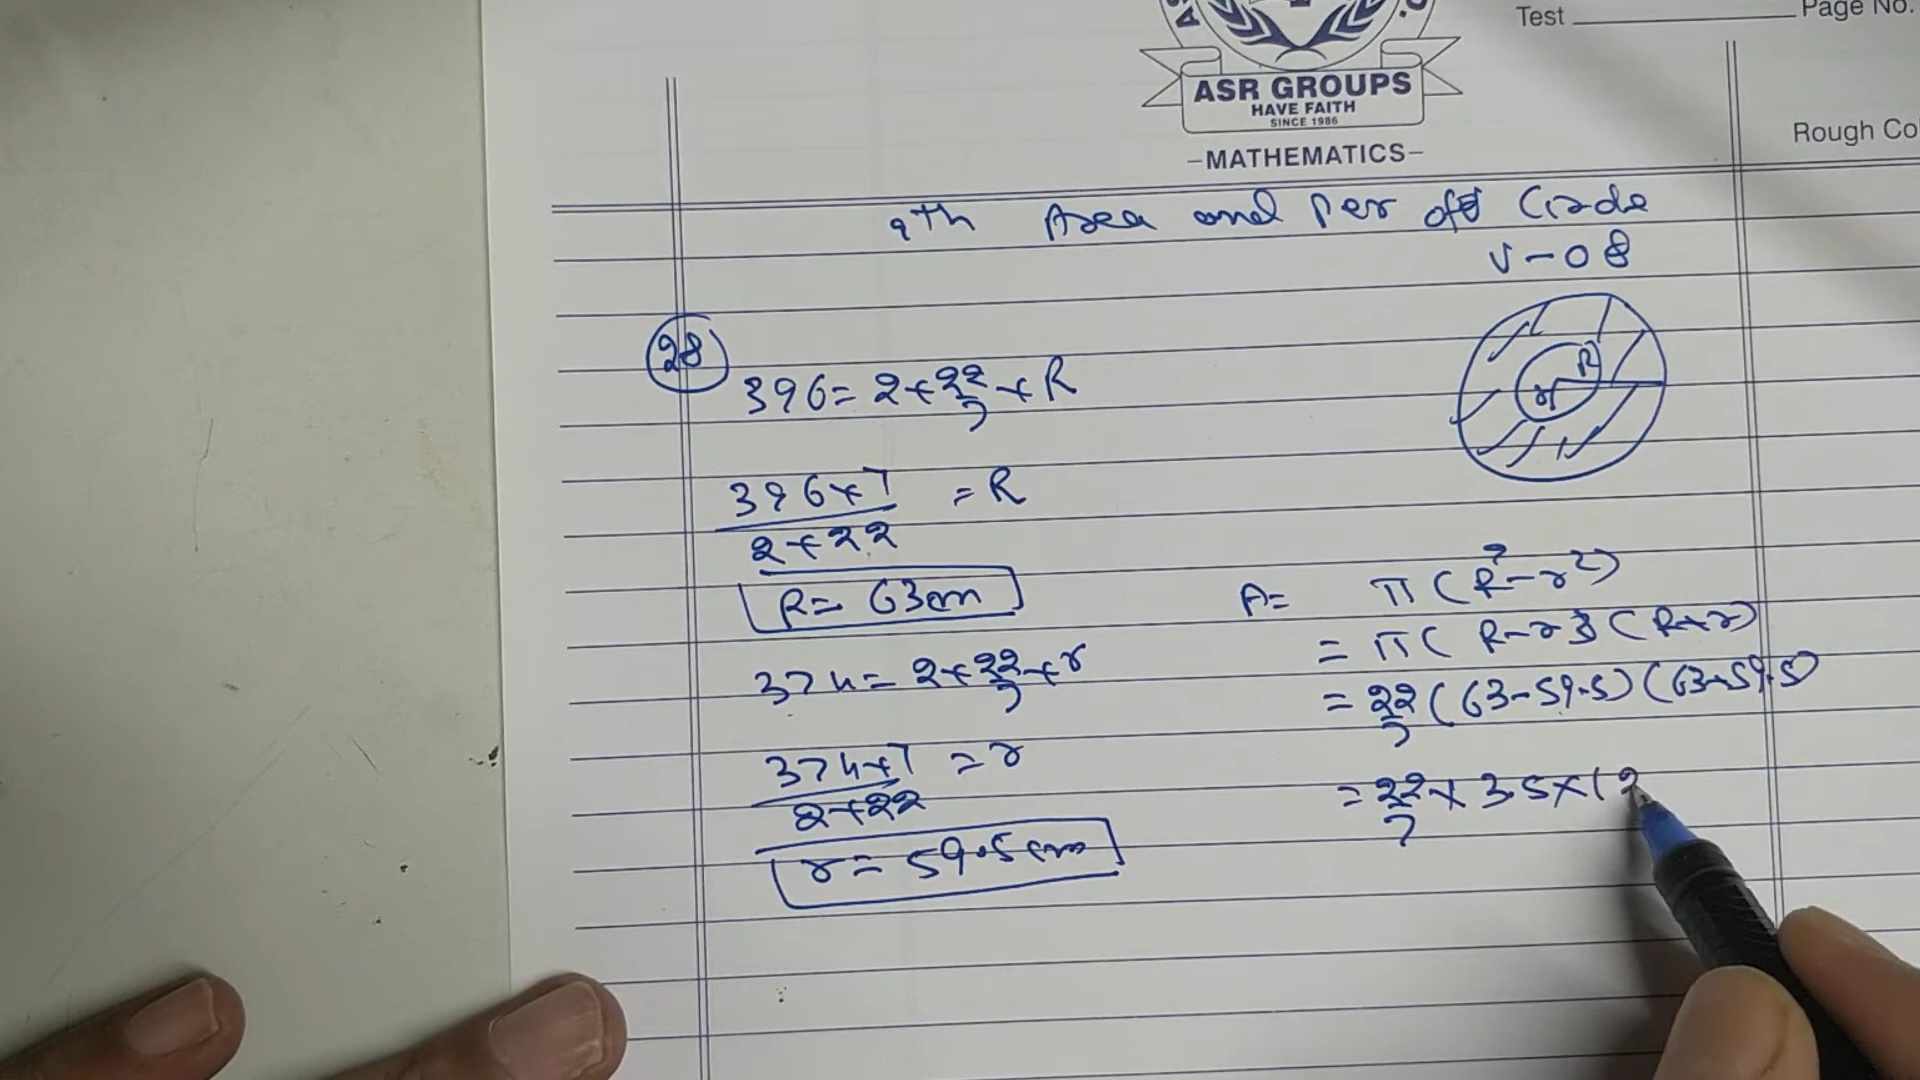 Test
Page No.
ASR GROUPS
HAVE FAITH
SINCE 1986
-MATHEMATICS-
Rough Co
9th Area and Per of Circle
V-08
28
396 = 2 × 22/7 × R
R
r
396×7 / 2×22 = R
R = 63cm
374 = 2 × 22/7 × r
374×7 / 2×22 = r
r = 59.5cm
A = π(R²-r²)
= π(R-r)(R+r)
= 22/7 (63-59.5)(63+59.5)
= 22/7 × 3.5 × 12